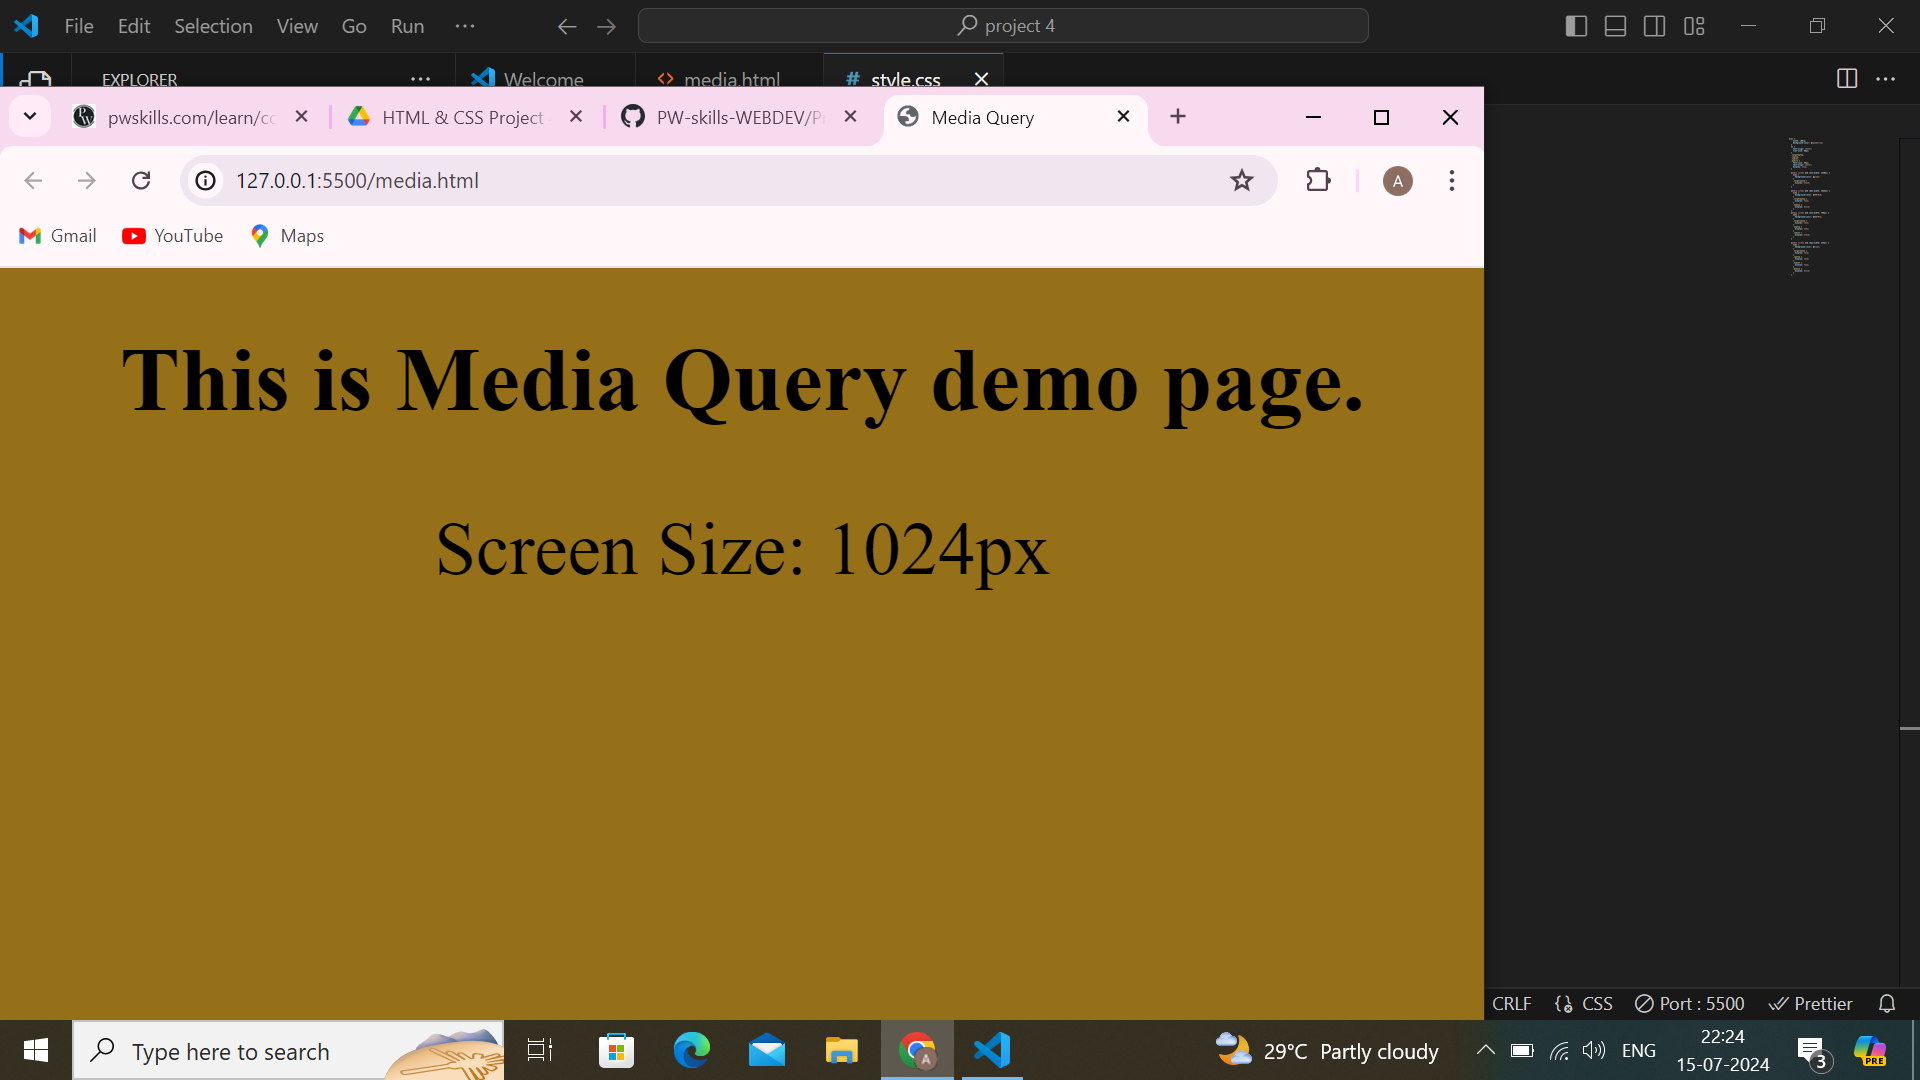 File Edit Selection View Go Run ··· project 4
EXPLORER ··· Welcome media.html # style.css
pwskills.com/learn/co HTML & CSS Project PW-skills-WEBDEV/Pr Media Query
127.0.0.1:5500/media.html A
Gmail YouTube Maps
This is Media Query demo page.
Screen Size: 1024px
CRLF {} CSS Port : 5500 Prettier
Type here to search A 29°C Partly cloudy ENG 22:24 3 PRE
15-07-2024